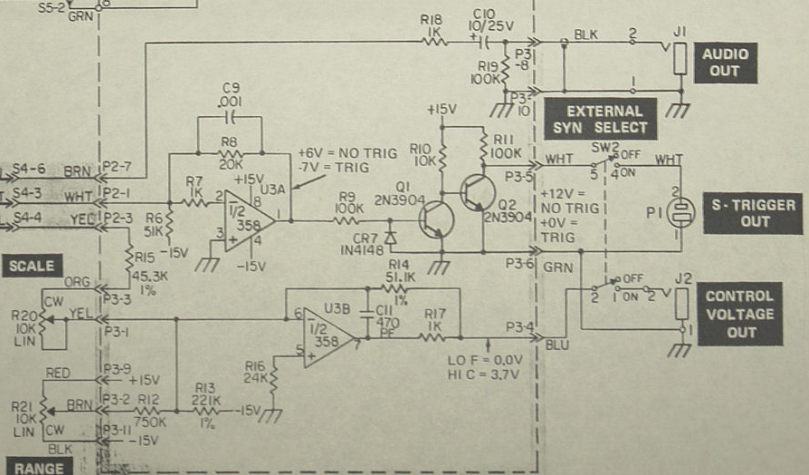 S5-2
GRN
8
R18
1K
C10
10/25V
+
P3
-8
BLK
2
J1
AUDIO
OUT
R19
100K
P3-
10
1
EXTERNAL
SYN SELECT
C9
.001
R8
20K
+15V
R10
10K
R11
100K
+6V = NO TRIG
-7V = TRIG
S4-6
BRN
P2-7
S4-3
WHT
P2-1
S4-4
YEL
P2-3
R7
1K
2
+15V
8
U3A
1/2
358
1
3
+
4
-15V
R6
51K
-15V
R9
100K
Q1
2N3904
Q2
2N3904
CR7
1N4148
P3-5
WHT
SW2
OFF
5
4
ON
WHT
+12V =
NO TRIG
+0V =
TRIG
2
P1
1
S-TRIGGER
OUT
P3-6
GRN
SCALE
R15
45.3K
1%
ORG
P3-3
CW
R20
10K
LIN
YEL
P3-1
R14
51.1K
1%
C11
470
PF
6
U3B
1/2
358
5
+
7
R17
1K
P3-4
BLU
OFF
2
1
ON
2
J2
1
CONTROL
VOLTAGE
OUT
LO F = 0.0V
HI C = 3.7V
R16
24K
RED
P3-9
+15V
R21
10K
LIN
BRN
P3-2
R12
750K
R13
221K
1%
-15V
CW
P3-11
-15V
BLK
RANGE